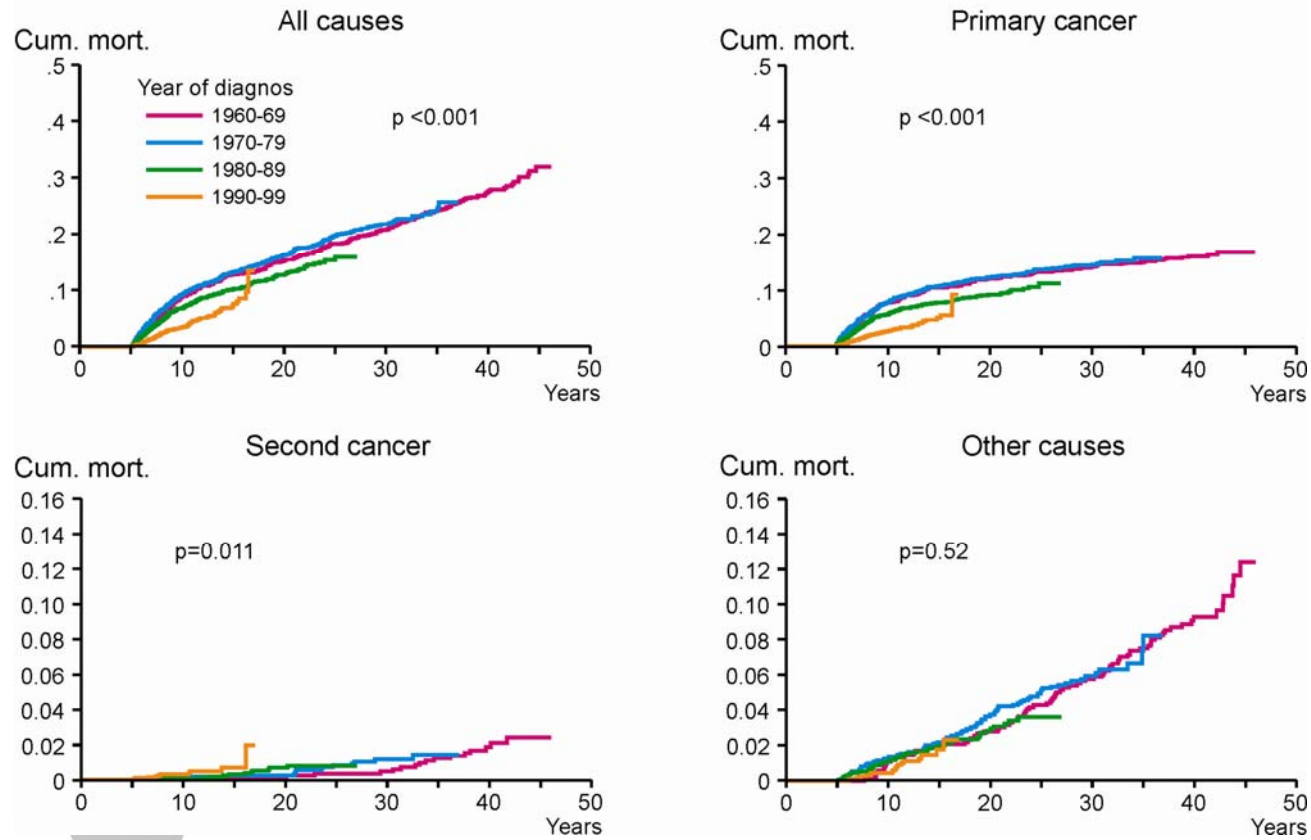 All causes
Cum. mort.
.5
.4
.3
.2
.1
0
Year of diagnos
1960-69
1970-79
1980-89
1990-99
p <0.001
0 10 20 30 40 50
Years
Primary cancer
Cum. mort.
.5
.4
.3
.2
.1
0
p <0.001
0 10 20 30 40 50
Years
Second cancer
Cum. mort.
0.16
0.14
0.12
0.10
0.08
0.06
0.04
0.02
0
p=0.011
0 10 20 30 40 50
Years
Other causes
Cum. mort.
0.16
0.14
0.12
0.10
0.08
0.06
0.04
0.02
0
p=0.52
0 10 20 30 40 50
Years